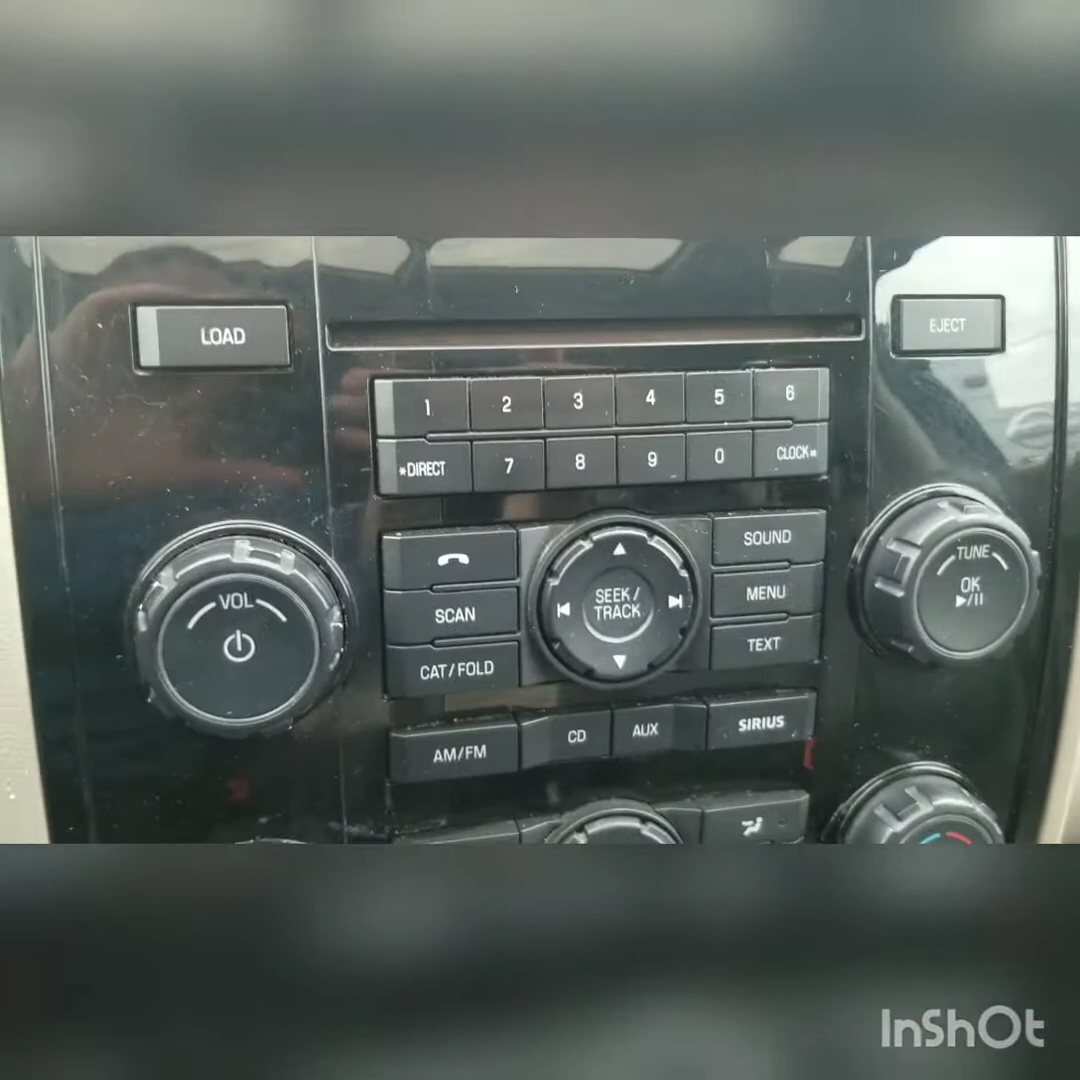 LOAD
EJECT
1 2 3 4 5 6
*DIRECT 7 8 9 0 CLOCK
VOL
SCAN
CAT/FOLD
SEEK/
TRACK
SOUND
MENU
TEXT
TUNE
OK
AM/FM
CD
AUX
SIRIUS
InShOt